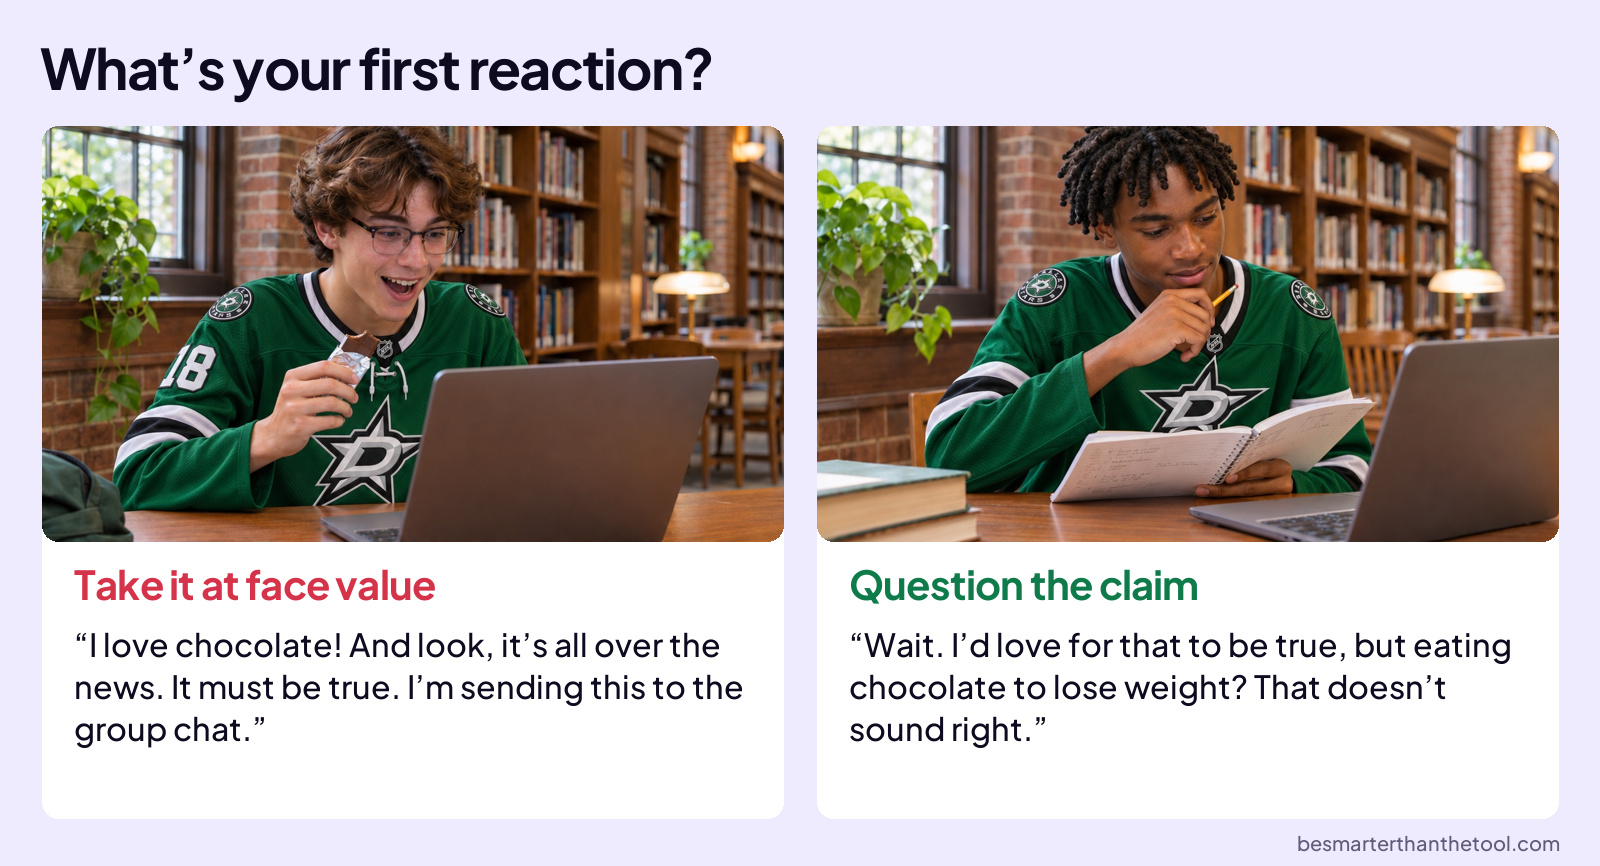 What’s your first reaction?
18
Take it at face value
“I love chocolate! And look, it’s all over the
news. It must be true. I’m sending this to the
group chat.”
Question the claim
“Wait. I’d love for that to be true, but eating
chocolate to lose weight? That doesn’t
sound right.”
besmarterthanthetool.com